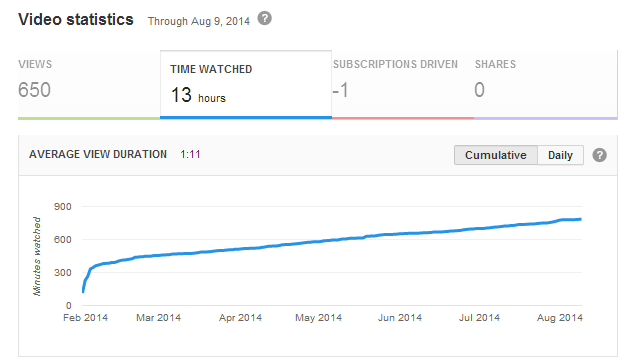 Video statistics Through Aug 9, 2014 ?
VIEWS TIME WATCHED SUBSCRIPTIONS DRIVEN SHARES
650 13 hours -1 0
AVERAGE VIEW DURATION 1:11 Cumulative Daily ?
Minutes watched
900
600
300
0
Feb 2014 Mar 2014 Apr 2014 May 2014 Jun 2014 Jul 2014 Aug 2014